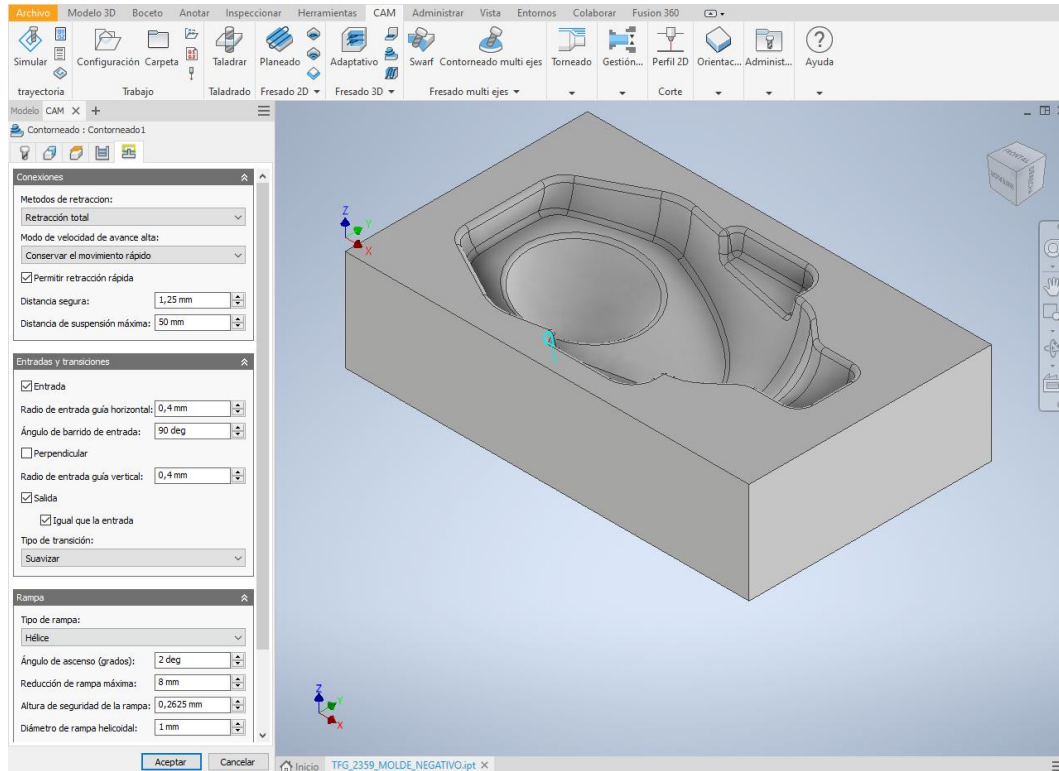 Archivo Modelo 3D Boceto Anotar Inspeccionar Herramientas CAM Administrar Vista Entornos Colaborar Fusion 360
Simular Configuración Carpeta Taladrar Planeado Adaptativo Swarf Contorneado multi ejes Torneado Gestión... Perfil 2D Orientac... Administ... Ayuda
trayectoria Trabajo Taladrado Fresado 2D Fresado 3D Fresado multi ejes Corte
Modelo CAM X +
Contorneado : Contorneado1
Conexiones
Metodos de retraccion:
Retracción total
Modo de velocidad de avance alta:
Conservar el movimiento rápido
Permitir retracción rápida
Distancia segura: 1,25 mm
Distancia de suspensión máxima: 50 mm
Entradas y transiciones
Entrada
Radio de entrada guía horizontal: 0,4 mm
Ángulo de barrido de entrada: 90 deg
Perpendicular
Radio de entrada guía vertical: 0,4 mm
Salida
Igual que la entrada
Tipo de transición:
Suavizar
Rampa
Tipo de rampa:
Hélice
Ángulo de ascenso (grados): 2 deg
Reducción de rampa máxima: 8 mm
Altura de seguridad de la rampa: 0,2625 mm
Diámetro de rampa helicoidal: 1 mm
Aceptar Cancelar
Z
Y
X
FRONTAL
Z
Y
X
Inicio TFG_2359_MOLDE_NEGATIVO.ipt X